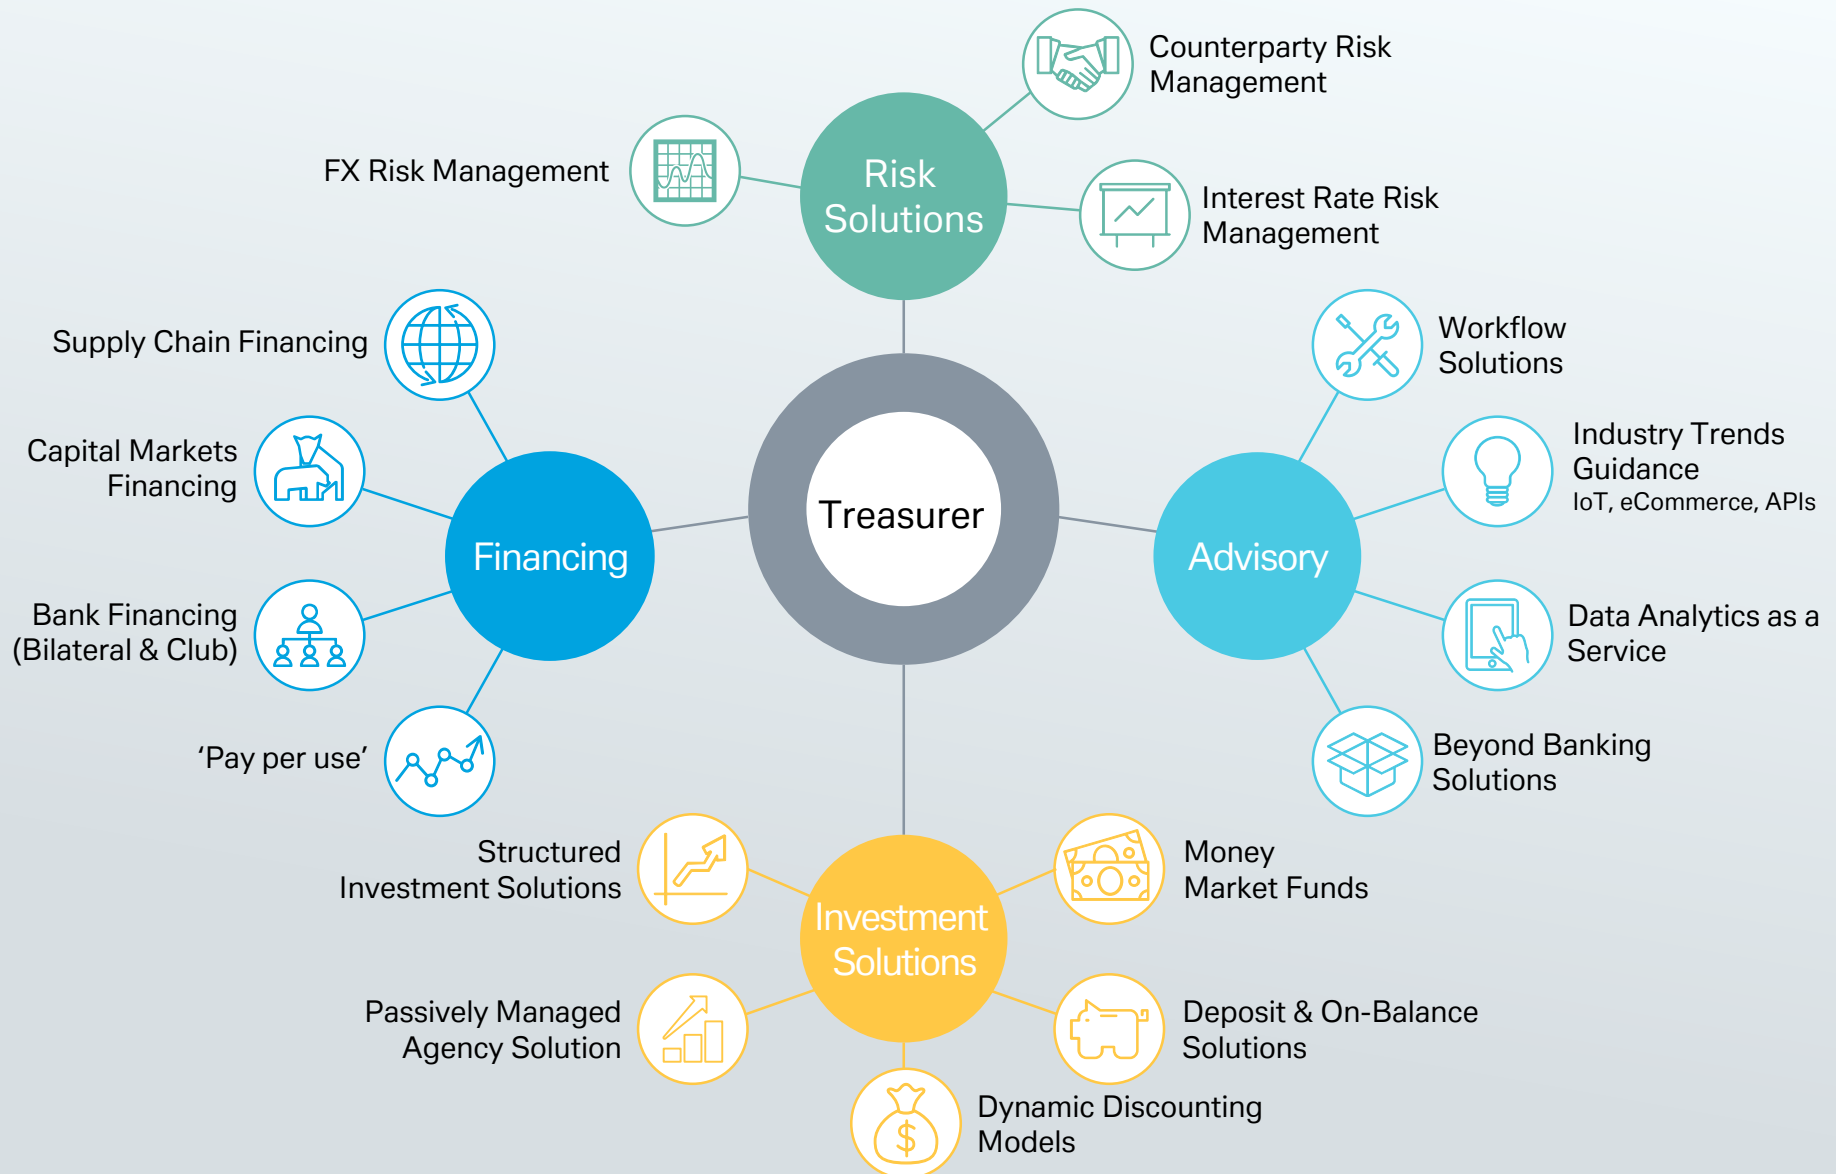 Counterparty Risk
Management
FX Risk Management
Risk
Solutions
Interest Rate Risk
Management
Supply Chain Financing
Capital Markets
Financing
Bank Financing
(Bilateral & Club)
‘Pay per use’
Financing
Treasurer
Advisory
Workflow
Solutions
Industry Trends
Guidance
IoT, eCommerce, APIs
Data Analytics as a
Service
Beyond Banking
Solutions
Structured
Investment Solutions
Passively Managed
Agency Solution
Investment
Solutions
Money
Market Funds
Deposit & On-Balance
Solutions
$
Dynamic Discounting
Models